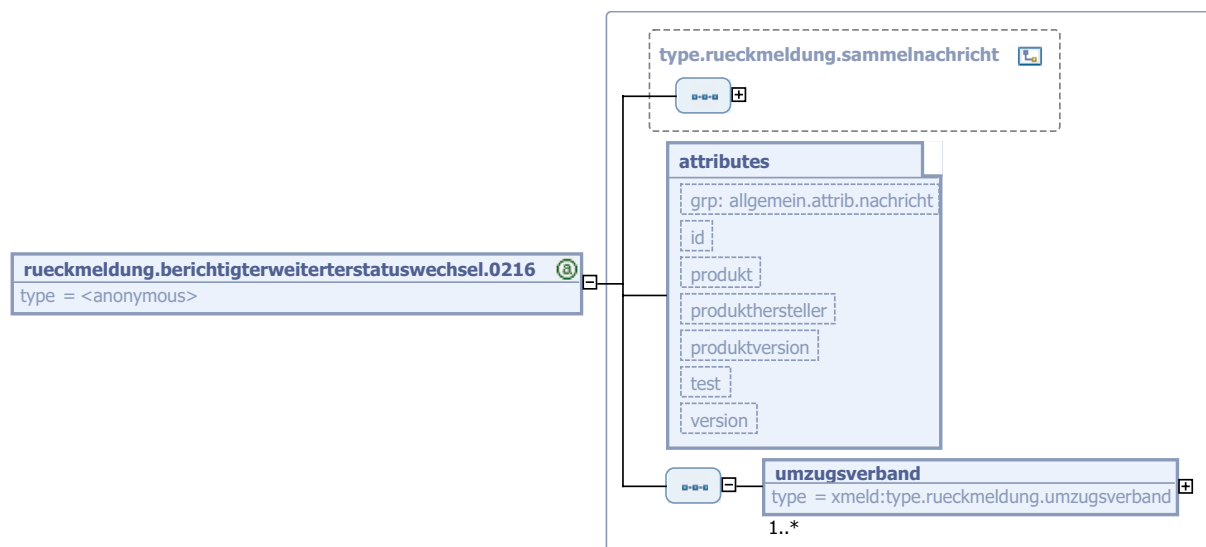 type.rueckmeldung.sammelnachricht
attributes
grp: allgemein.attrib.nachricht
id
produkt
rueckmeldung.berichtigterweiterterstatuswechsel.0216 @
type = <anonymous>
produkthersteller
produktversion
test
version
umzugsverband
type = xmeld:type.rueckmeldung.umzugsverband
1..*